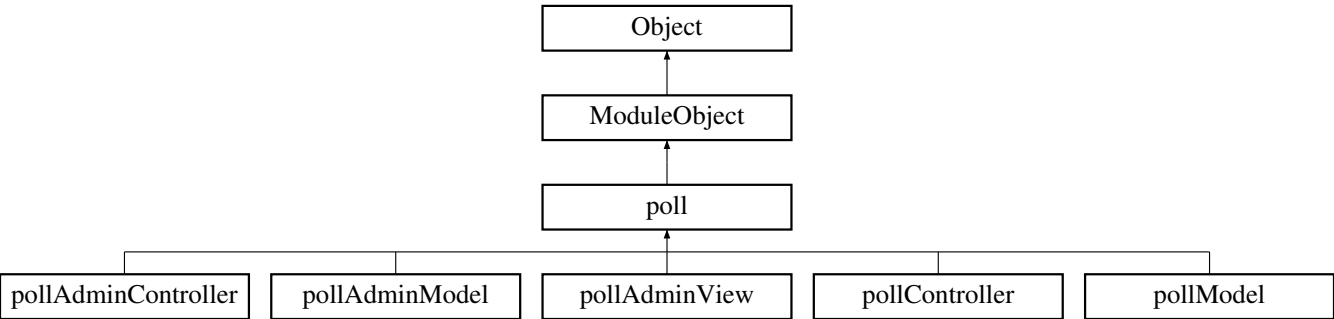 Object
ModuleObject
poll
pollAdminController
pollAdminModel
pollAdminView
pollController
pollModel